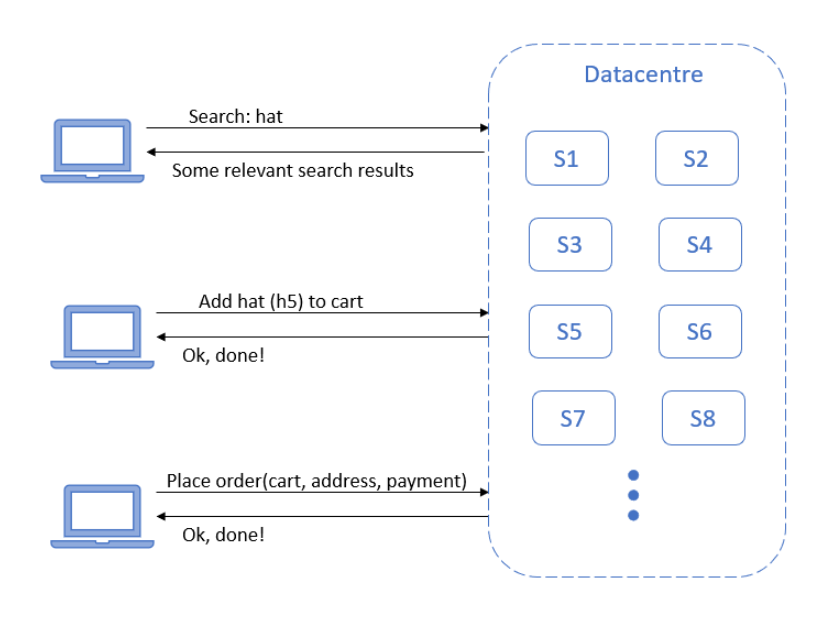 Datacentre
Search: hat
Some relevant search results
S1
S2
S3
S4
Add hat (h5) to cart
Ok, done!
S5
S6
S7
S8
Place order(cart, address, payment)
Ok, done!